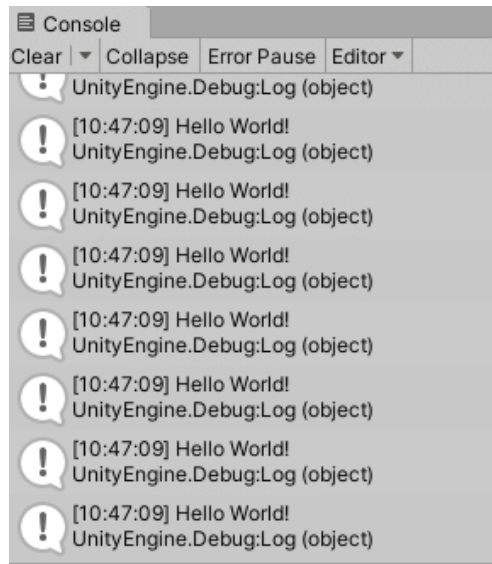 Console
Clear Collapse Error Pause Editor
UnityEngine.Debug:Log (object)
[10:47:09] Hello World!
UnityEngine.Debug:Log (object)
[10:47:09] Hello World!
UnityEngine.Debug:Log (object)
[10:47:09] Hello World!
UnityEngine.Debug:Log (object)
[10:47:09] Hello World!
UnityEngine.Debug:Log (object)
[10:47:09] Hello World!
UnityEngine.Debug:Log (object)
[10:47:09] Hello World!
UnityEngine.Debug:Log (object)
[10:47:09] Hello World!
UnityEngine.Debug:Log (object)